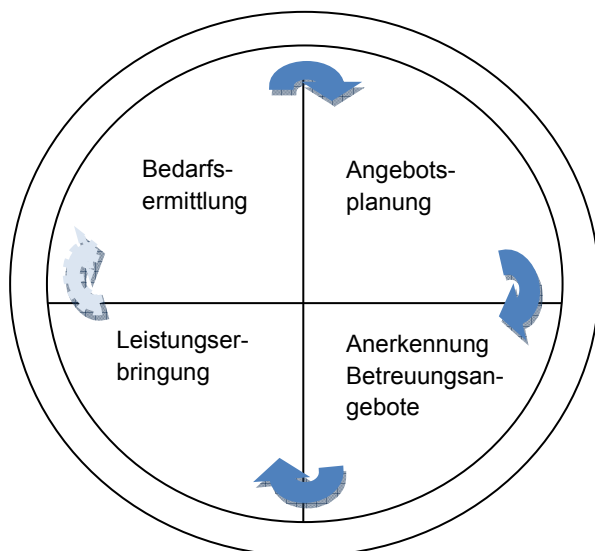 Bedarfs-
ermittlung
Angebots-
planung
Leistungser-
bringung
Anerkennung
Betreuungsan-
gebote